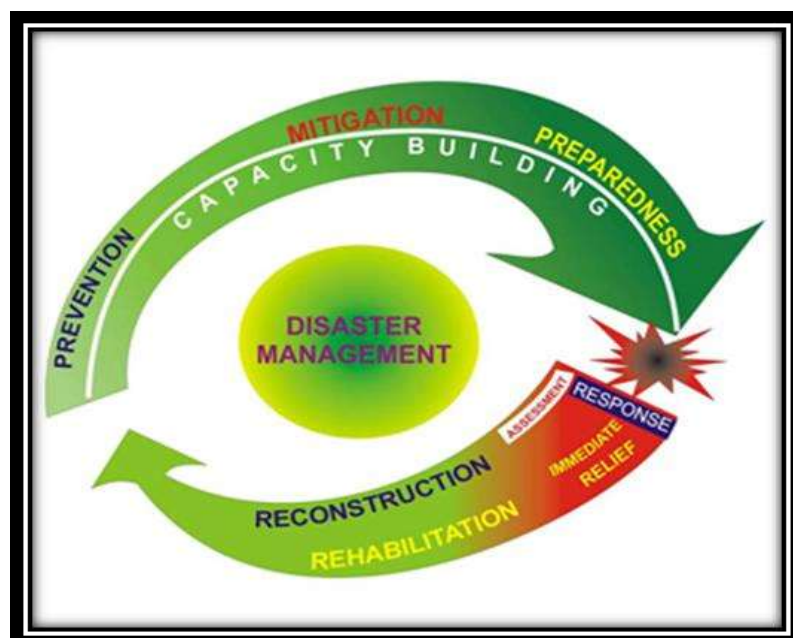 PREVENTION
MITIGATION
PREPAREDNESS
CAPACITY BUILDING
DISASTER
MANAGEMENT
ASSESSMENT
RESPONSE
IMMEDIATE
RELIEF
RECONSTRUCTION
REHABILITATION